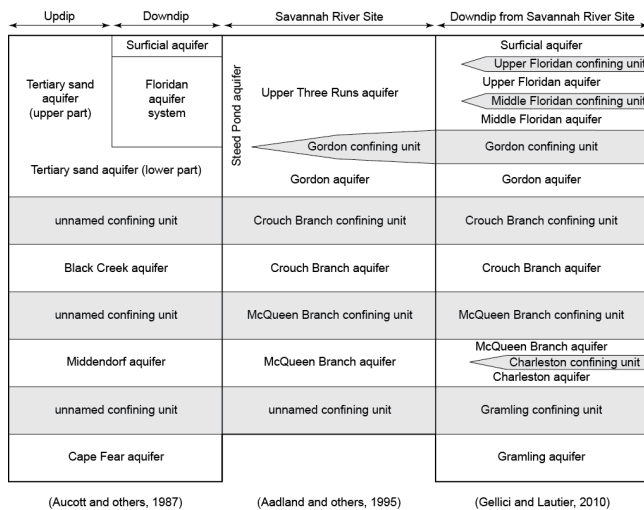 Updip
Downdip
Savannah River Site
Downdip from Savannah River Site
Tertiary sand
aquifer
(upper part)
Surficial aquifer
Floridan
aquifer
system
Tertiary sand aquifer (lower part)
unnamed confining unit
Black Creek aquifer
unnamed confining unit
Middendorf aquifer
unnamed confining unit
Cape Fear aquifer
(Aucott and others, 1987)
Steed Pond aquifer
Upper Three Runs aquifer
Gordon confining unit
Gordon aquifer
Crouch Branch confining unit
Crouch Branch aquifer
McQueen Branch confining unit
McQueen Branch aquifer
unnamed confining unit
(Aadland and others, 1995)
Surficial aquifer
Upper Floridan confining unit
Upper Floridan aquifer
Middle Floridan confining unit
Middle Floridan aquifer
Gordon confining unit
Gordon aquifer
Crouch Branch confining unit
Crouch Branch aquifer
McQueen Branch confining unit
McQueen Branch aquifer
Charleston confining unit
Charleston aquifer
Gramling confining unit
Gramling aquifer
(Gellici and Lautier, 2010)